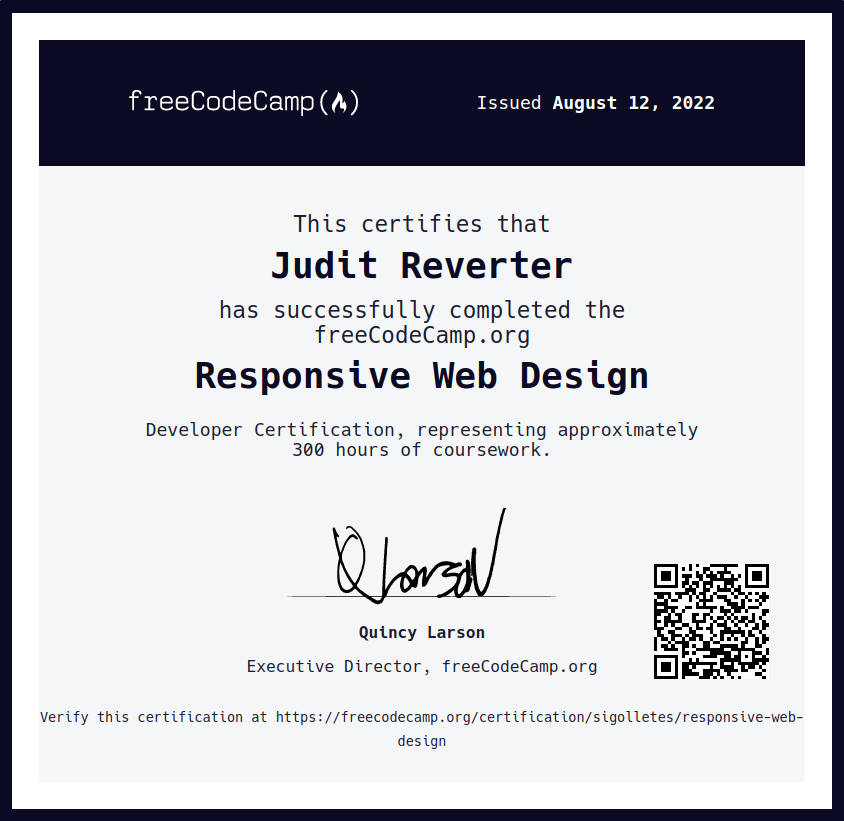 freeCodeCamp
Issued August 12, 2022
This certifies that
Judit Reverter
has successfully completed the
freeCodeCamp.org
Responsive Web Design
Developer Certification, representing approximately
300 hours of coursework.
Quincy Larson
Executive Director, freeCodeCamp.org
Verify this certification at https://freecodecamp.org/certification/sigolletes/responsive-web-
design